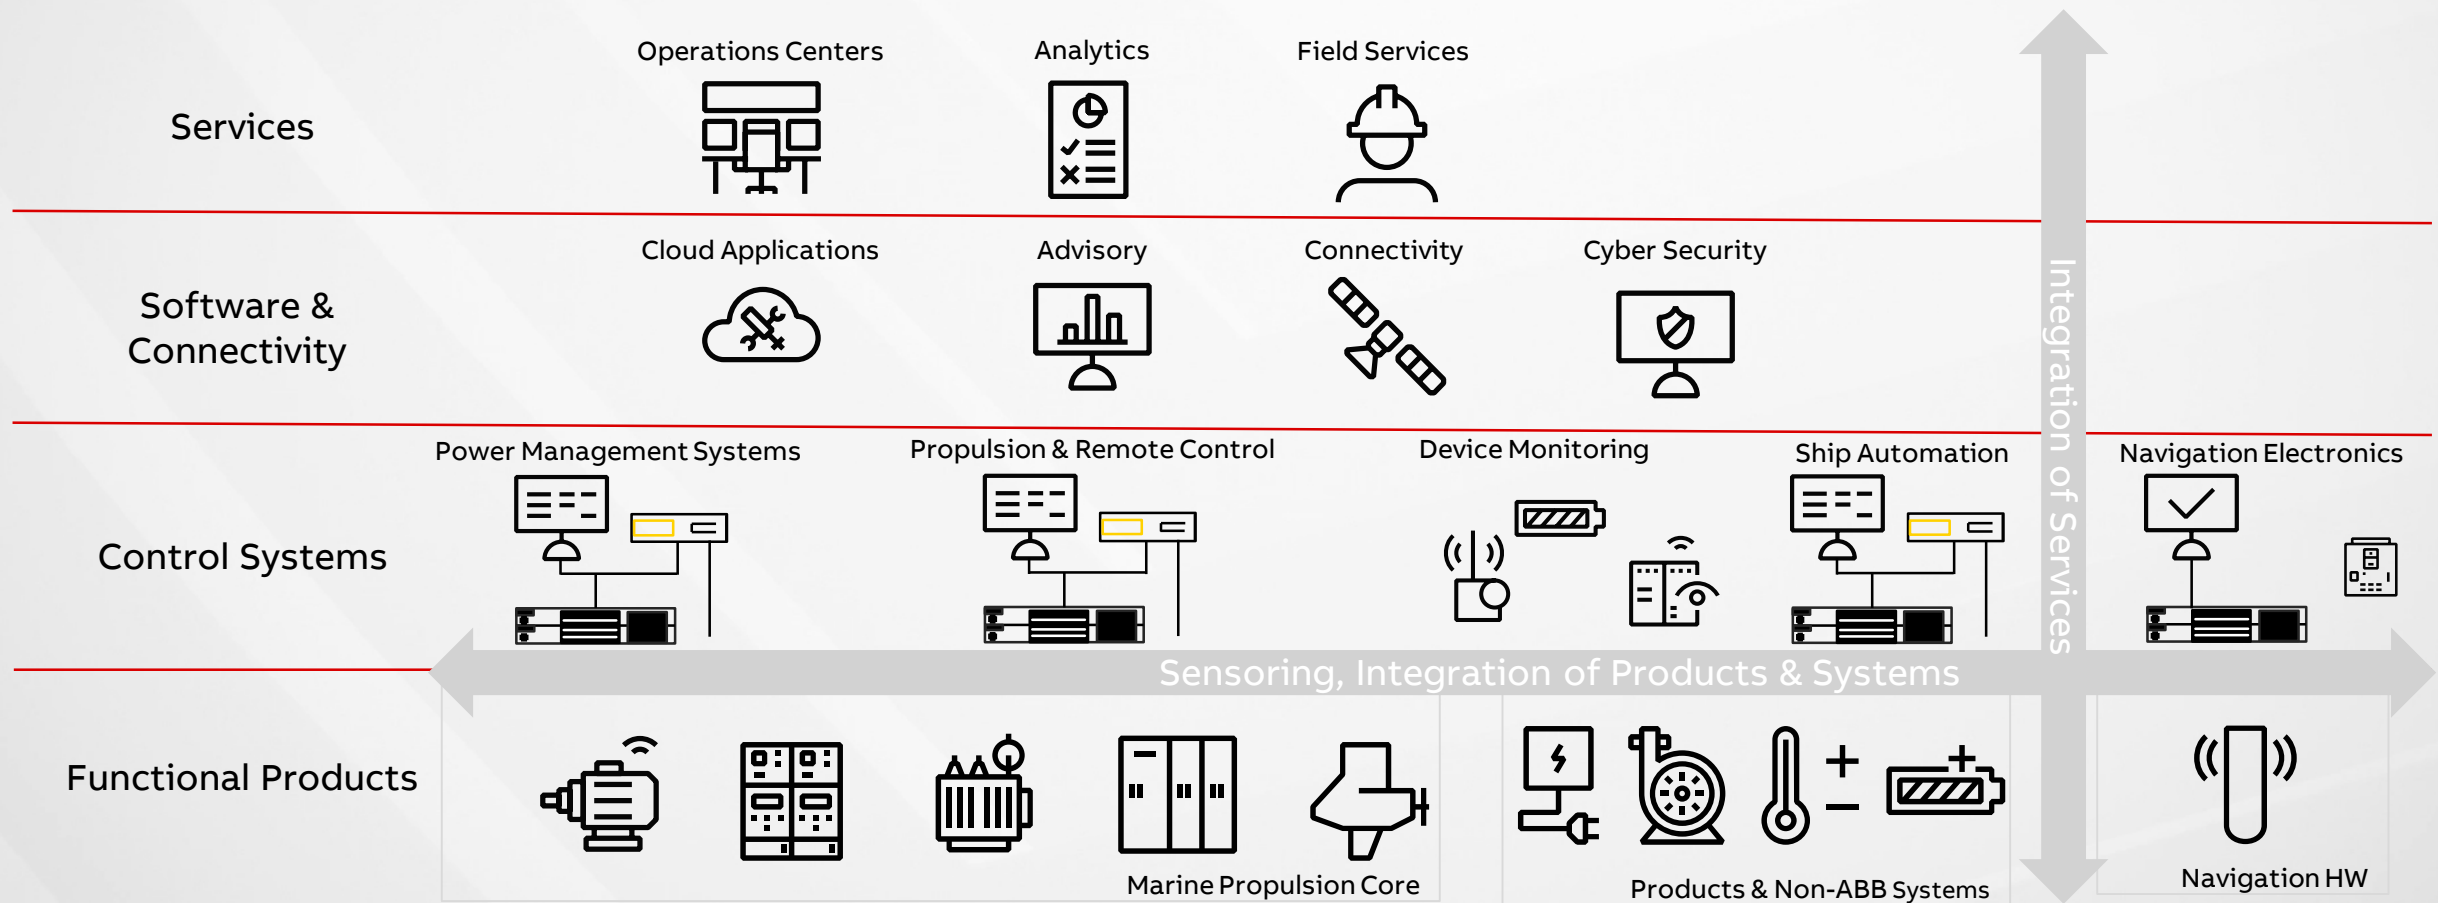 Operations Centers
Analytics
Field Services
Services
Cloud Applications
Advisory
Connectivity
Cyber Security
Software &
Connectivity
Integration of Services
Power Management Systems
Propulsion & Remote Control
Device Monitoring
Ship Automation
Navigation Electronics
Control Systems
Sensoring, Integration of Products & Systems
Functional Products
Marine Propulsion Core
Products & Non-ABB Systems
Navigation HW